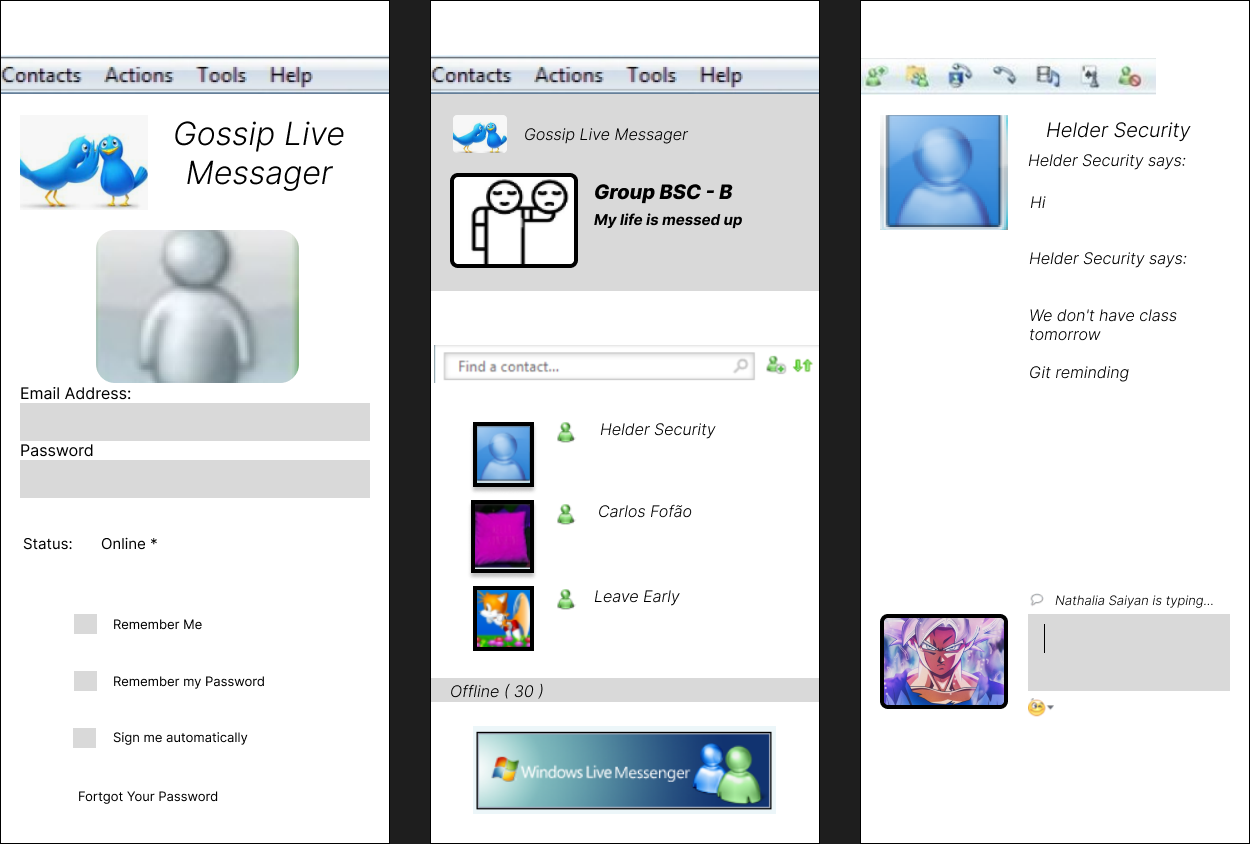 Contacts Actions Tools Help
Gossip Live
Messager
Email Address:
Password
Status: Online *
Remember Me
Remember my Password
Sign me automatically
Fortgot Your Password
Contacts Actions Tools Help
Gossip Live Messager
Group BSC - B
My life is messed up
Find a contact...
Helder Security
Carlos Fofão
Leave Early
Offline ( 30 )
Windows Live Messenger
Helder Security
Helder Security says:
Hi
Helder Security says:
We don't have class
tomorrow
Git reminding
Nathalia Saiyan is typing...